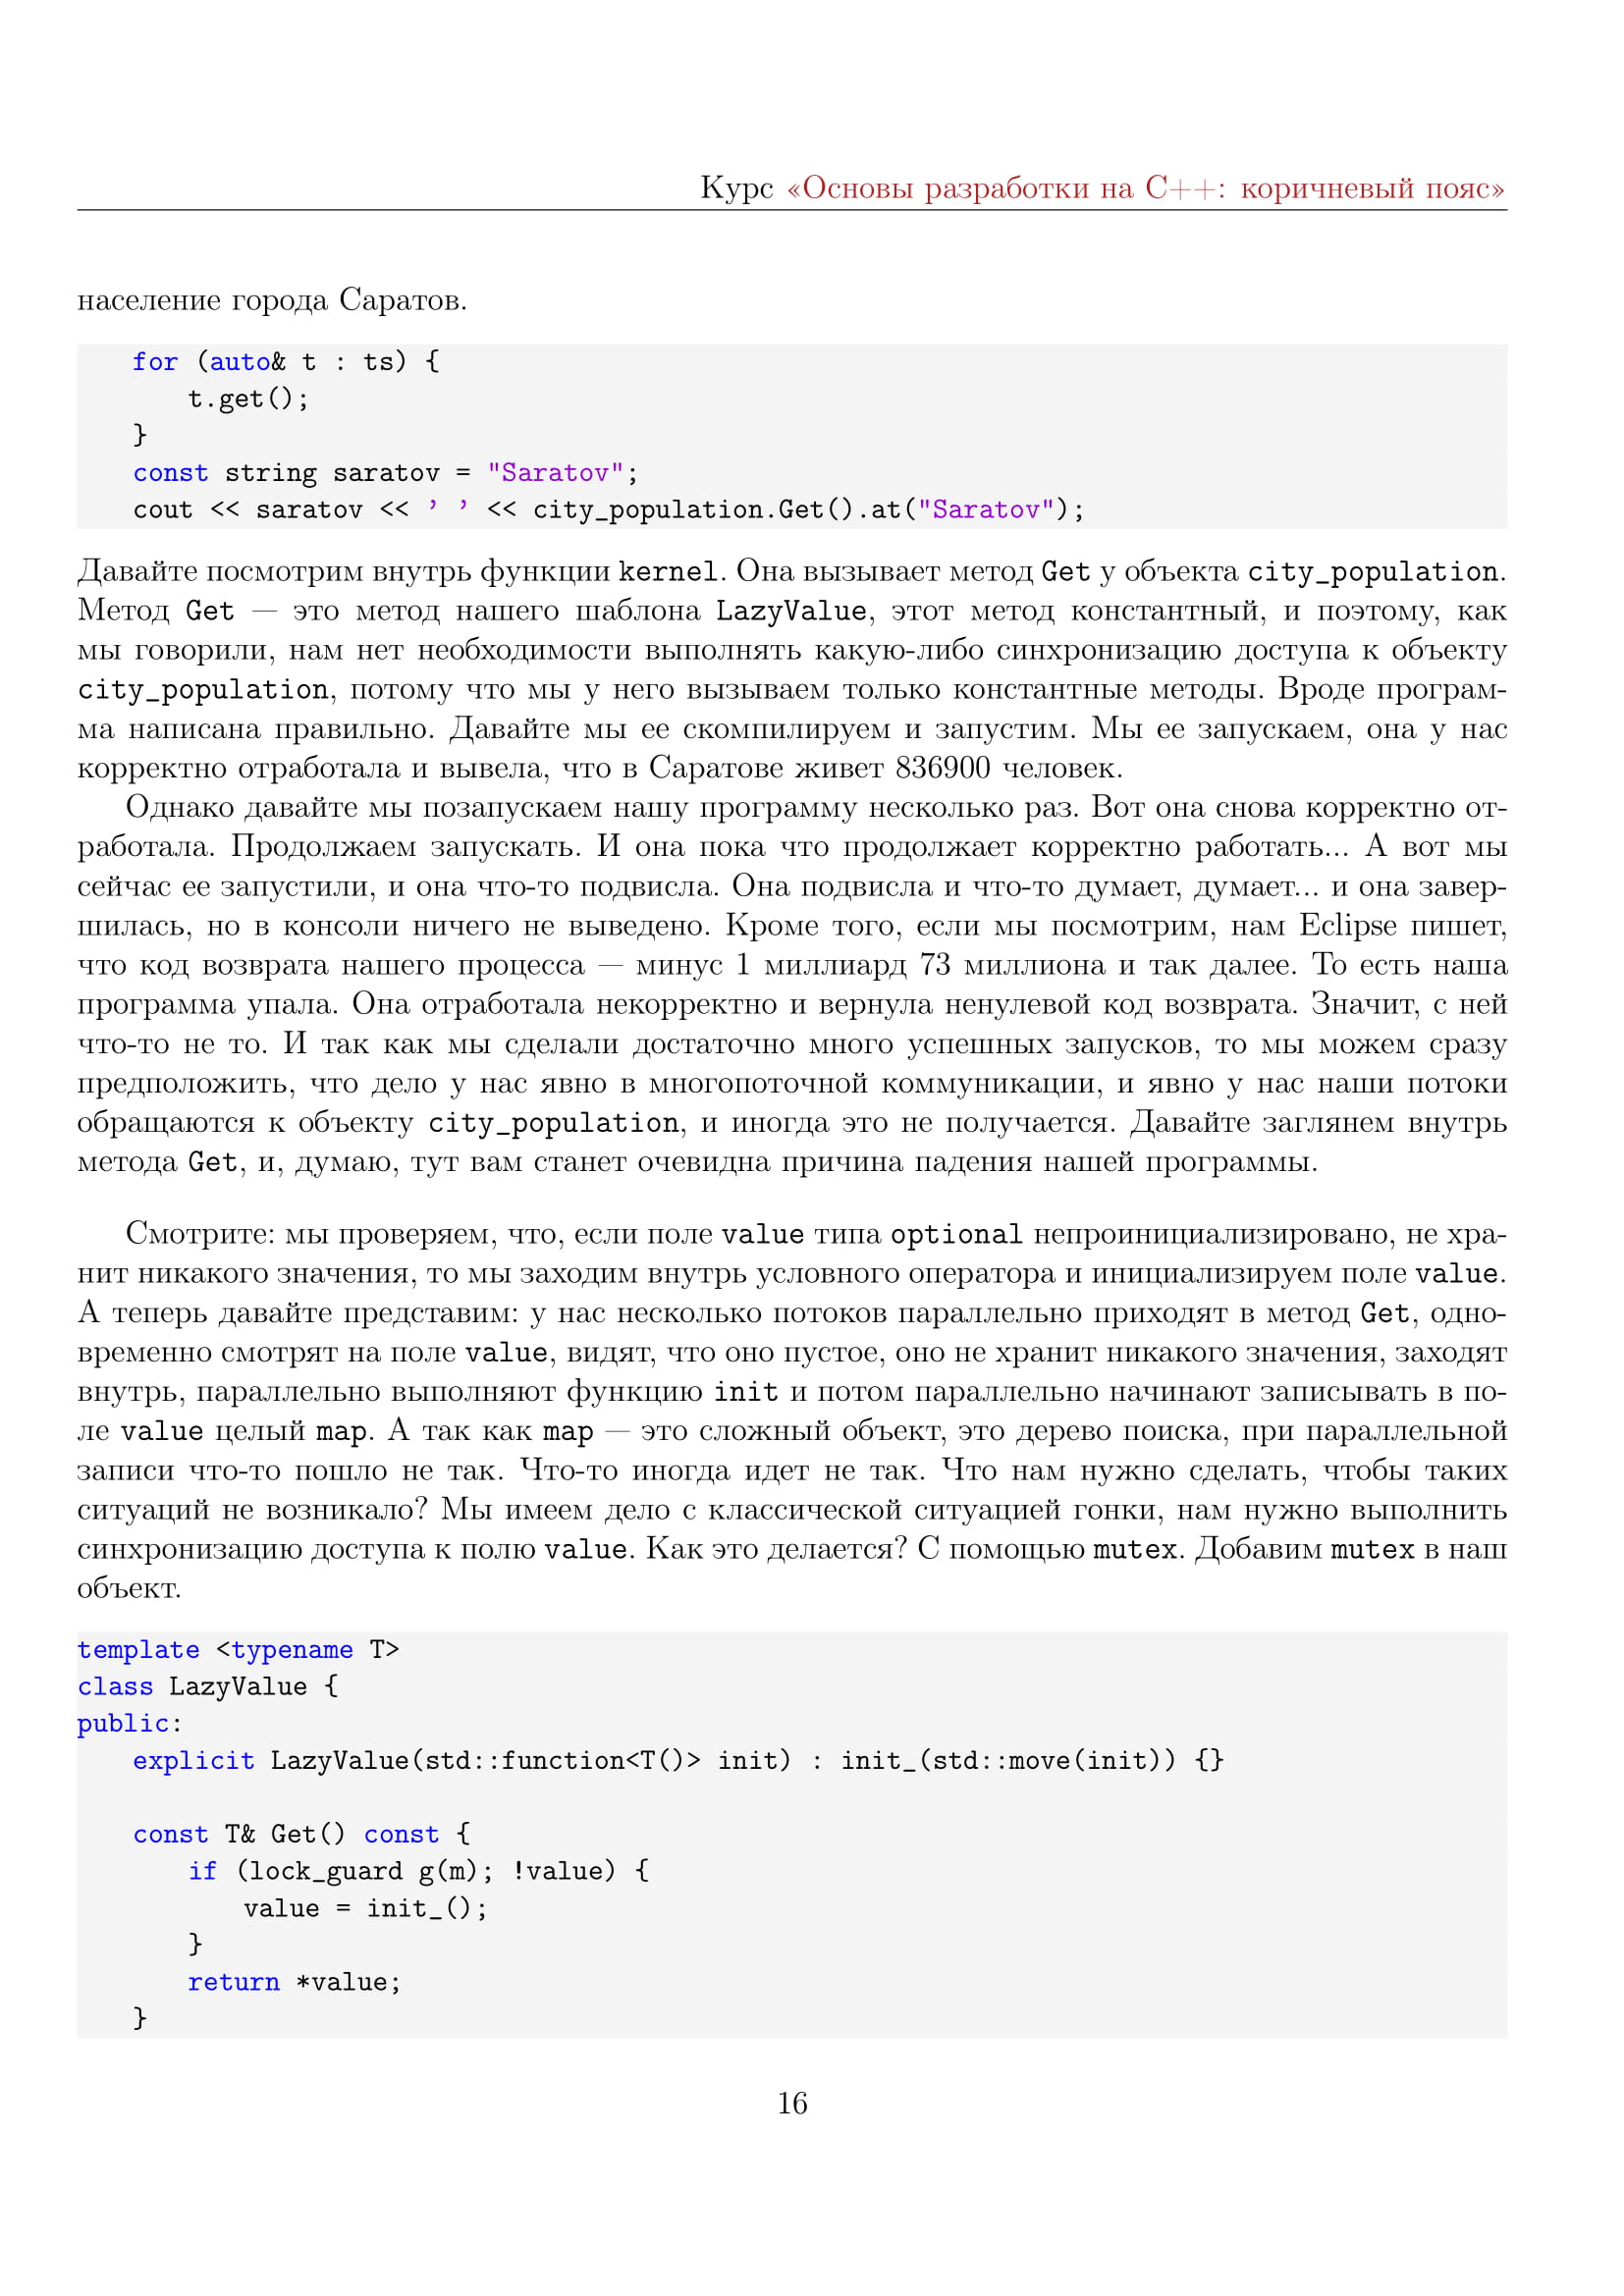 Курс «Основы разработки на C++: коричневый пояс»
население города Саратов.
for (auto& t : ts) {
t.get();
}
const string saratov = "Saratov";
cout << saratov << ’ ’ << city_population.Get().at("Saratov");
Давайте посмотрим внутрь функции kernel. Она вызывает метод Get у объекта city_population.
Метод Get — это метод нашего шаблона LazyValue, этот метод константный, и поэтому, как
мы говорили, нам нет необходимости выполнять какую-либо синхронизацию доступа к объекту
city_population, потому что мы у него вызываем только константные методы. Вроде програм-
ма написана правильно. Давайте мы ее скомпилируем и запустим. Мы ее запускаем, она у нас
корректно отработала и вывела, что в Саратове живет 836900 человек.
Однако давайте мы позапускаем нашу программу несколько раз. Вот она снова корректно от-
работала. Продолжаем запускать. И она пока что продолжает корректно работать... А вот мы
сейчас ее запустили, и она что-то подвисла. Она подвисла и что-то думает, думает... и она завер-
шилась, но в консоли ничего не выведено. Кроме того, если мы посмотрим, нам Eclipse пишет,
что код возврата нашего процесса — минус 1 миллиард 73 миллиона и так далее. То есть наша
программа упала. Она отработала некорректно и вернула ненулевой код возврата. Значит, с ней
что-то не то. И так как мы сделали достаточно много успешных запусков, то мы можем сразу
предположить, что дело у нас явно в многопоточной коммуникации, и явно у нас наши потоки
обращаются к объекту city_population, и иногда это не получается. Давайте заглянем внутрь
метода Get, и, думаю, тут вам станет очевидна причина падения нашей программы.
Смотрите: мы проверяем, что, если поле value типа optional непроинициализировано, не хра-
нит никакого значения, то мы заходим внутрь условного оператора и инициализируем поле value.
А теперь давайте представим: у нас несколько потоков параллельно приходят в метод Get, одно-
временно смотрят на поле value, видят, что оно пустое, оно не хранит никакого значения, заходят
внутрь, параллельно выполняют функцию init и потом параллельно начинают записывать в по-
ле value целый map. А так как map — это сложный объект, это дерево поиска, при параллельной
записи что-то пошло не так. Что-то иногда идет не так. Что нам нужно сделать, чтобы таких
ситуаций не возникало? Мы имеем дело с классической ситуацией гонки, нам нужно выполнить
синхронизацию доступа к полю value. Как это делается? С помощью mutex. Добавим mutex в наш
объект.
template <typename T>
class LazyValue {
public:
explicit LazyValue(std::function<T()> init) : init_(std::move(init)) {}
const T& Get() const {
if (lock_guard g(m); !value) {
value = init_();
}
return *value;
}
16